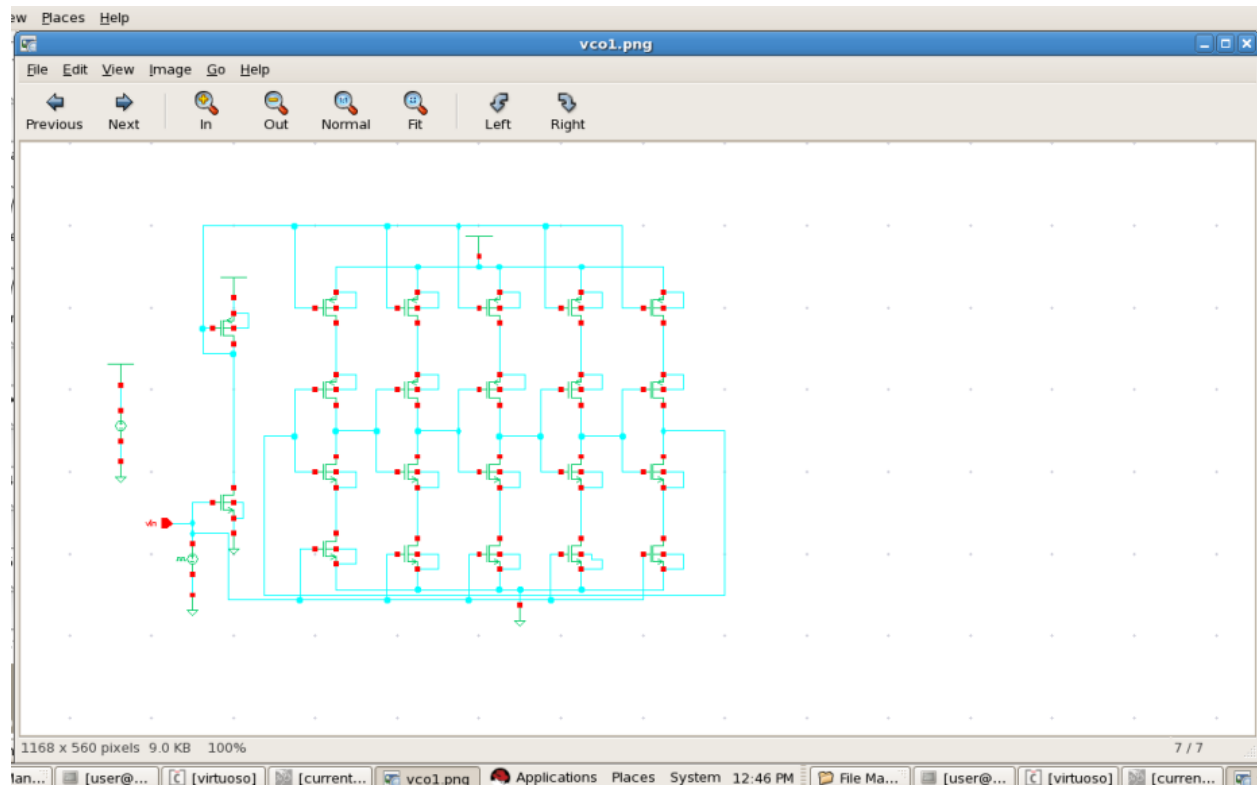 ew Places Help
vco1.png
File Edit View Image Go Help
Previous Next In Out Normal Fit Left Right
vin
1168 x 560 pixels 9.0 KB 100%
7 / 7
Man... [user@... [virtuoso] [current... vco1.png Applications Places System 12:46 PM File Ma... [user@... [virtuoso] [curren...